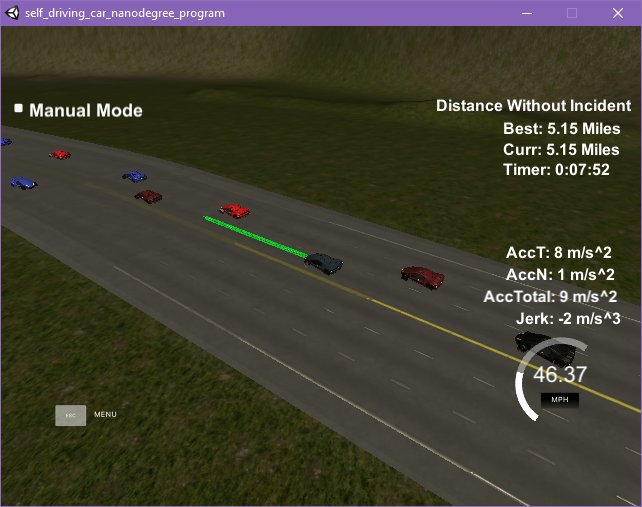 self_driving_car_nanodegree_program
Manual Mode
Distance Without Incident
Best: 5.15 Miles
Curr: 5.15 Miles
Timer: 0:07:52
AccT: 8 m/s^2
AccN: 1 m/s^2
AccTotal: 9 m/s^2
Jerk: -2 m/s^3
46.37
MPH
ESC
MENU